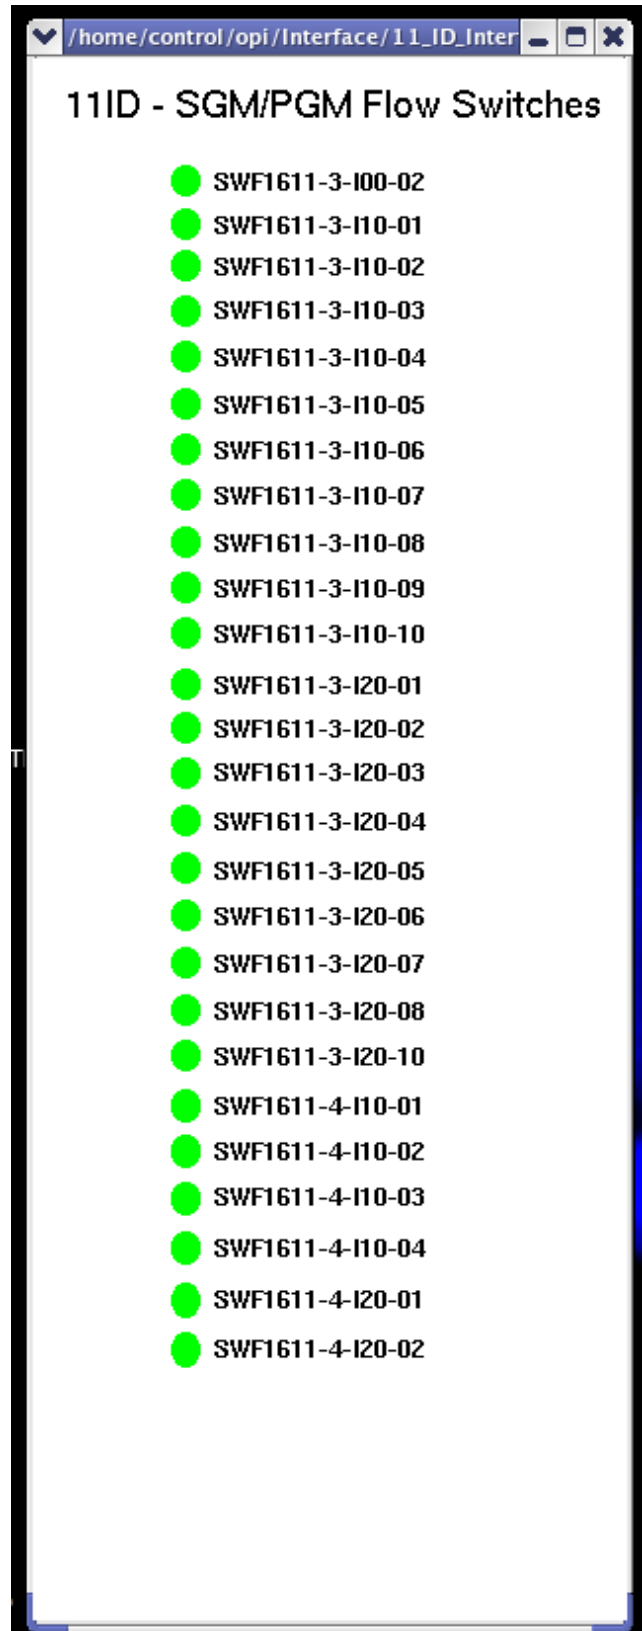 /home/control/opi/Interface/11_ID_Inter
11ID - SGM/PGM Flow Switches
SWF1611-3-I00-02
SWF1611-3-I10-01
SWF1611-3-I10-02
SWF1611-3-I10-03
SWF1611-3-I10-04
SWF1611-3-I10-05
SWF1611-3-I10-06
SWF1611-3-I10-07
SWF1611-3-I10-08
SWF1611-3-I10-09
SWF1611-3-I10-10
SWF1611-3-I20-01
SWF1611-3-I20-02
T
SWF1611-3-I20-03
SWF1611-3-I20-04
SWF1611-3-I20-05
SWF1611-3-I20-06
SWF1611-3-I20-07
SWF1611-3-I20-08
SWF1611-3-I20-10
SWF1611-4-I10-01
SWF1611-4-I10-02
SWF1611-4-I10-03
SWF1611-4-I10-04
SWF1611-4-I20-01
SWF1611-4-I20-02